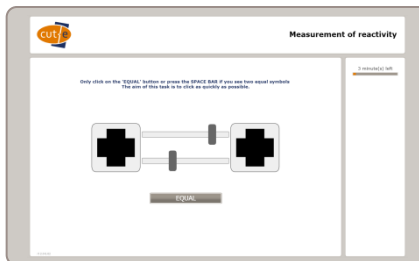 cut e
Measurement of reactivity
3 minute(s) left
Only click on the 'EQUAL' button or press the SPACE BAR if you see two equal symbols
The aim of this task is to click as quickly as possible.
EQUAL